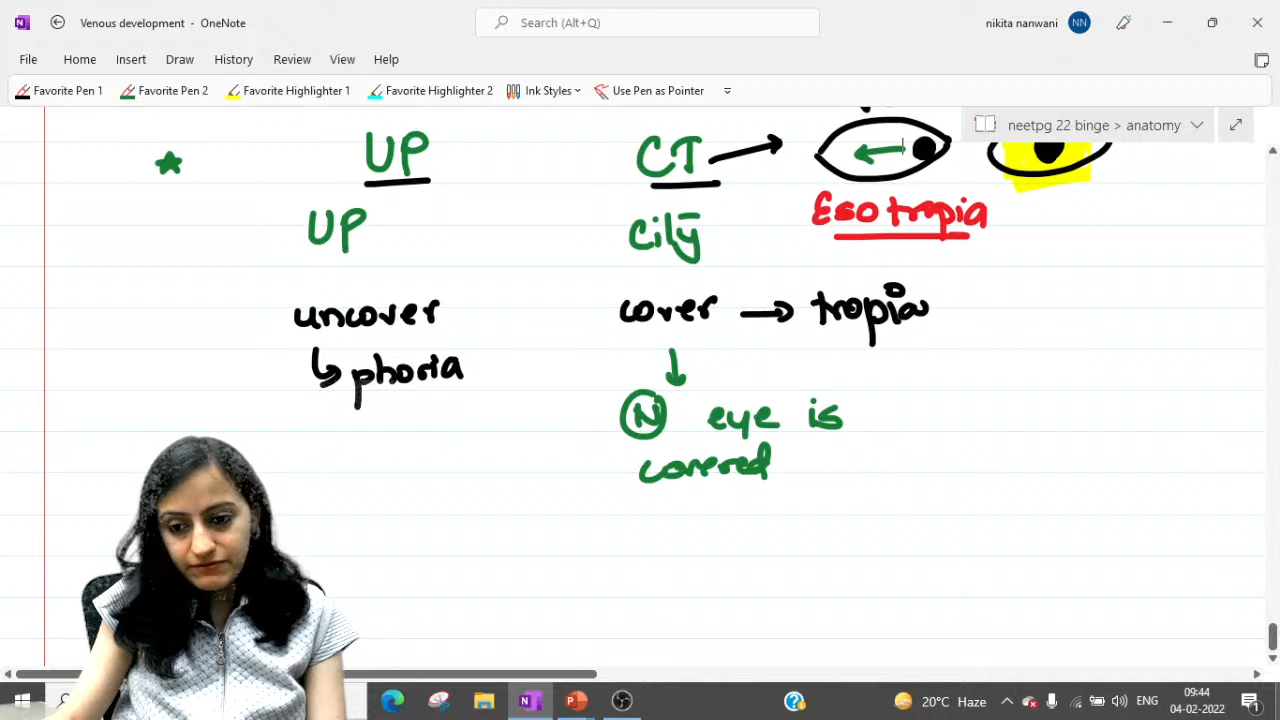 Venous development - OneNote
Search (Alt+Q)
nikita nanwani
NN
File Home Insert Draw History Review View Help
Favorite Pen 1 Favorite Pen 2 Favorite Highlighter 1 Favorite Highlighter 2 Ink Styles Use Pen as Pointer
neetpg 22 binge > anatomy
UP CT
Esotropia
UP City
uncover cover → tropia
phoria
N eye is
covered
20°C Haze ENG 09:44
04-02-2022